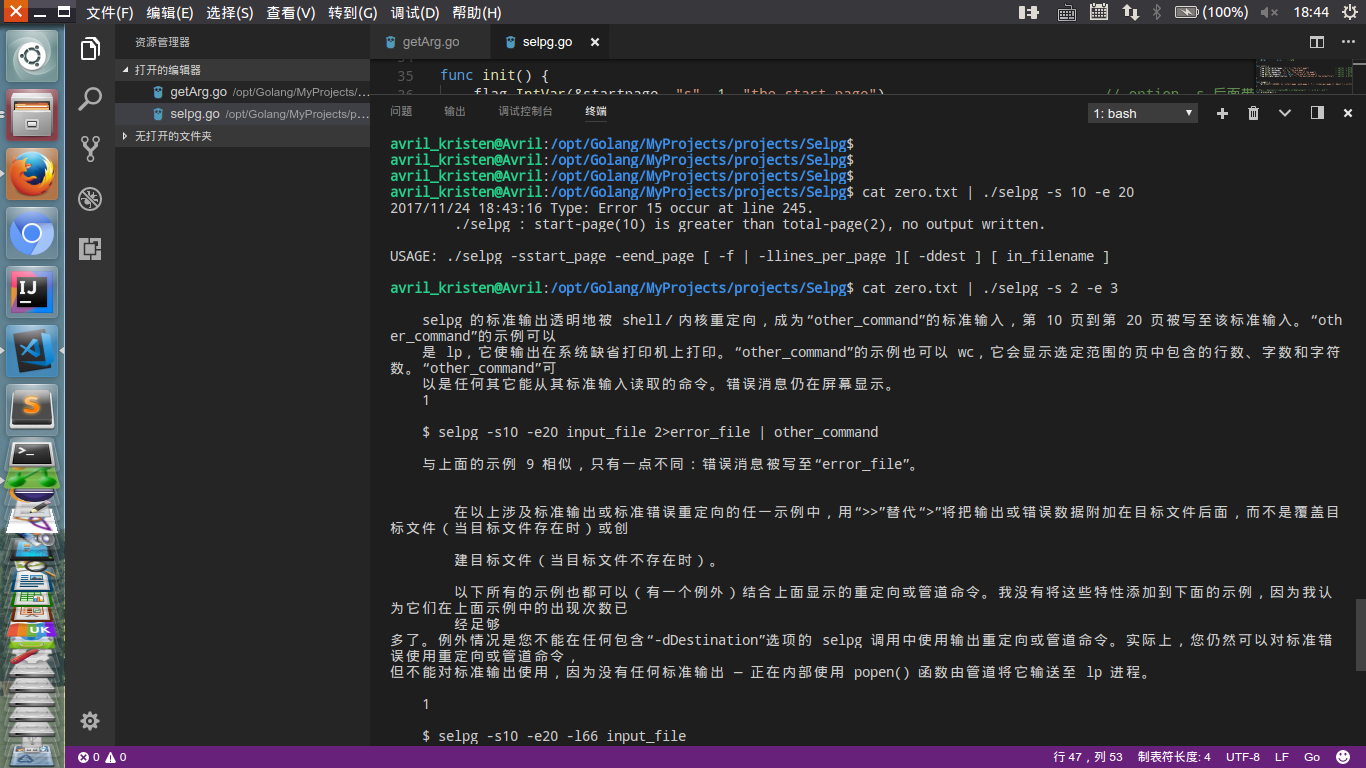 文件(F) 编辑(E) 选择(S) 查看(V) 转到(G) 调试(D) 帮助(H)
(100%) 18:44
资源管理器
getArg.go selpg.go
打开的编辑器
getArg.go /opt/Golang/MyProjects/...
selpg.go /opt/Golang/MyProjects/p...
无打开的文件夹
35 func init() {
问题 输出 调试控制台 终端
1: bash
avril_kristen@Avril:/opt/Golang/MyProjects/projects/Selpg$
avril_kristen@Avril:/opt/Golang/MyProjects/projects/Selpg$
avril_kristen@Avril:/opt/Golang/MyProjects/projects/Selpg$
avril_kristen@Avril:/opt/Golang/MyProjects/projects/Selpg$ cat zero.txt | ./selpg -s 10 -e 20
2017/11/24 18:43:16 Type: Error 15 occur at line 245.
./selpg : start-page(10) is greater than total-page(2), no output written.
USAGE: ./selpg -sstart_page -eend_page [ -f | -llines_per_page ][ -ddest ] [ in_filename ]
avril_kristen@Avril:/opt/Golang/MyProjects/projects/Selpg$ cat zero.txt | ./selpg -s 2 -e 3
selpg 的标准输出透明地被 shell／内核重定向，成为“other_command”的标准输入，第 10 页到第 20 页被写至该标准输入。“oth
er_command”的示例可以
是 lp，它使输出在系统缺省打印机上打印。“other_command”的示例也可以 wc，它会显示选定范围的页中包含的行数、字数和字符
数。“other_command”可
以是任何其它能从其标准输入读取的命令。错误消息仍在屏幕显示。
1
$ selpg -s10 -e20 input_file 2>error_file | other_command
与上面的示例 9 相似，只有一点不同：错误消息被写至“error_file”。
在以上涉及标准输出或标准错误重定向的任一示例中，用“>>”替代“>”将把输出或错误数据附加在目标文件后面，而不是覆盖目
标文件（当目标文件存在时）或创
建目标文件（当目标文件不存在时）。
以下所有的示例也都可以（有一个例外）结合上面显示的重定向或管道命令。我没有将这些特性添加到下面的示例，因为我认
为它们在上面示例中的出现次数已
经足够
多了。例外情况是您不能在任何包含“-dDestination”选项的 selpg 调用中使用输出重定向或管道命令。实际上，您仍然可以对标准错
误使用重定向或管道命令，
但不能对标准输出使用，因为没有任何标准输出 — 正在内部使用 popen() 函数由管道将它输送至 lp 进程。
1
$ selpg -s10 -e20 -l66 input_file
0 0 行 47，列 53 制表符长度: 4 UTF-8 LF Go